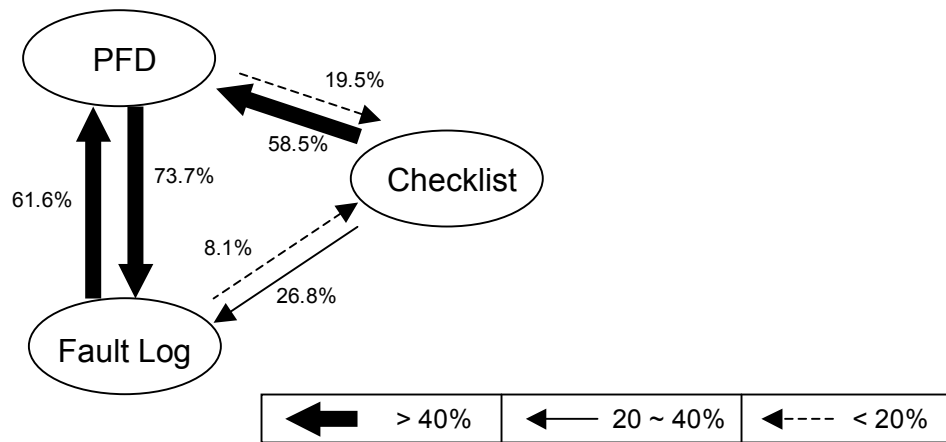 PFD
19.5%
58.5%
Checklist
61.6%
73.7%
8.1%
26.8%
Fault Log
> 40%
20 ~ 40%
< 20%